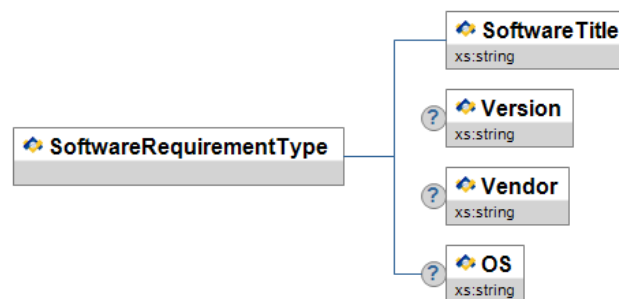 SoftwareTitle
xs:string
? Version
xs:string
SoftwareRequirementType
? Vendor
xs:string
? OS
xs:string